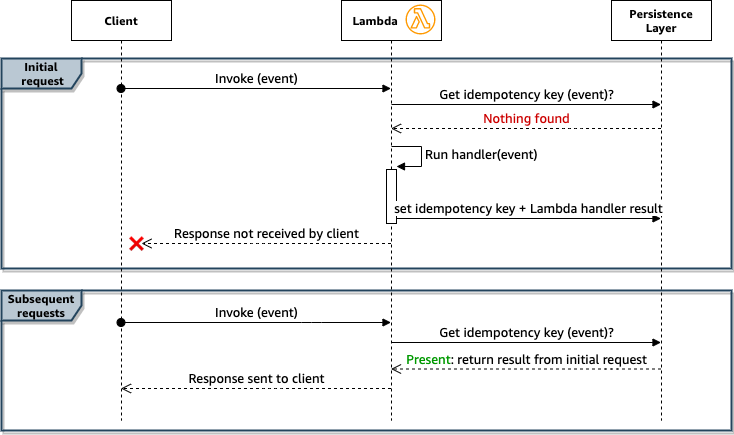 Client
Lambda
Persistence
Layer
Initial
request
Invoke (event)
Get idempotency key (event)?
Nothing found
Run handler(event)
set idempotency key + Lambda handler result
Response not received by client
Subsequent
requests
Invoke (event)
Get idempotency key (event)?
Present: return result from initial request
Response sent to client